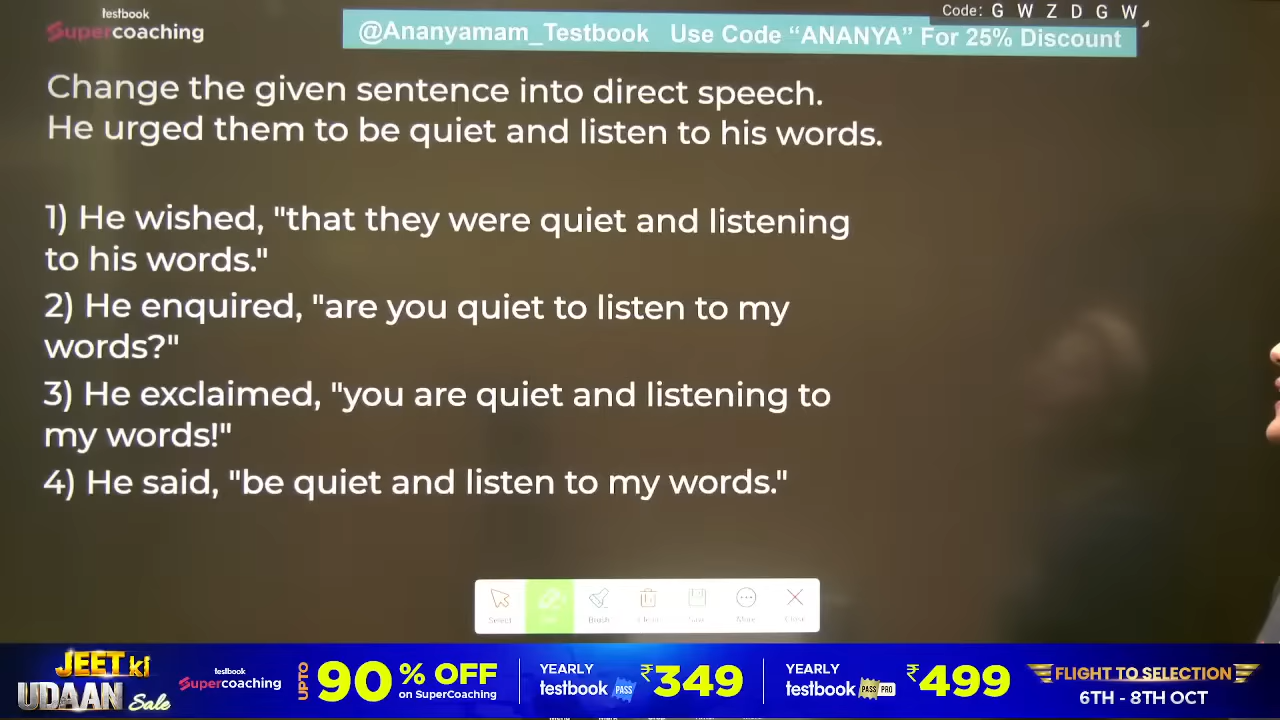 testbook
Supercoaching
@Ananyamam_Testbook Use Code “ANANYA” For 25% Discount
Code: G W Z D G W
Change the given sentence into direct speech.
He urged them to be quiet and listen to his words.
1) He wished, "that they were quiet and listening
to his words."
2) He enquired, "are you quiet to listen to my
words?"
3) He exclaimed, "you are quiet and listening to
my words!"
4) He said, "be quiet and listen to my words."
Select
Brush
Clear
Save
More
Close
JEET ki
UDAAN Sale
testbook
Supercoaching
UPTO 90% OFF
on SuperCoaching
YEARLY
testbook PASS
₹349
YEARLY
testbook PASS PRO
₹499
FLIGHT TO SELECTION
6TH - 8TH OCT